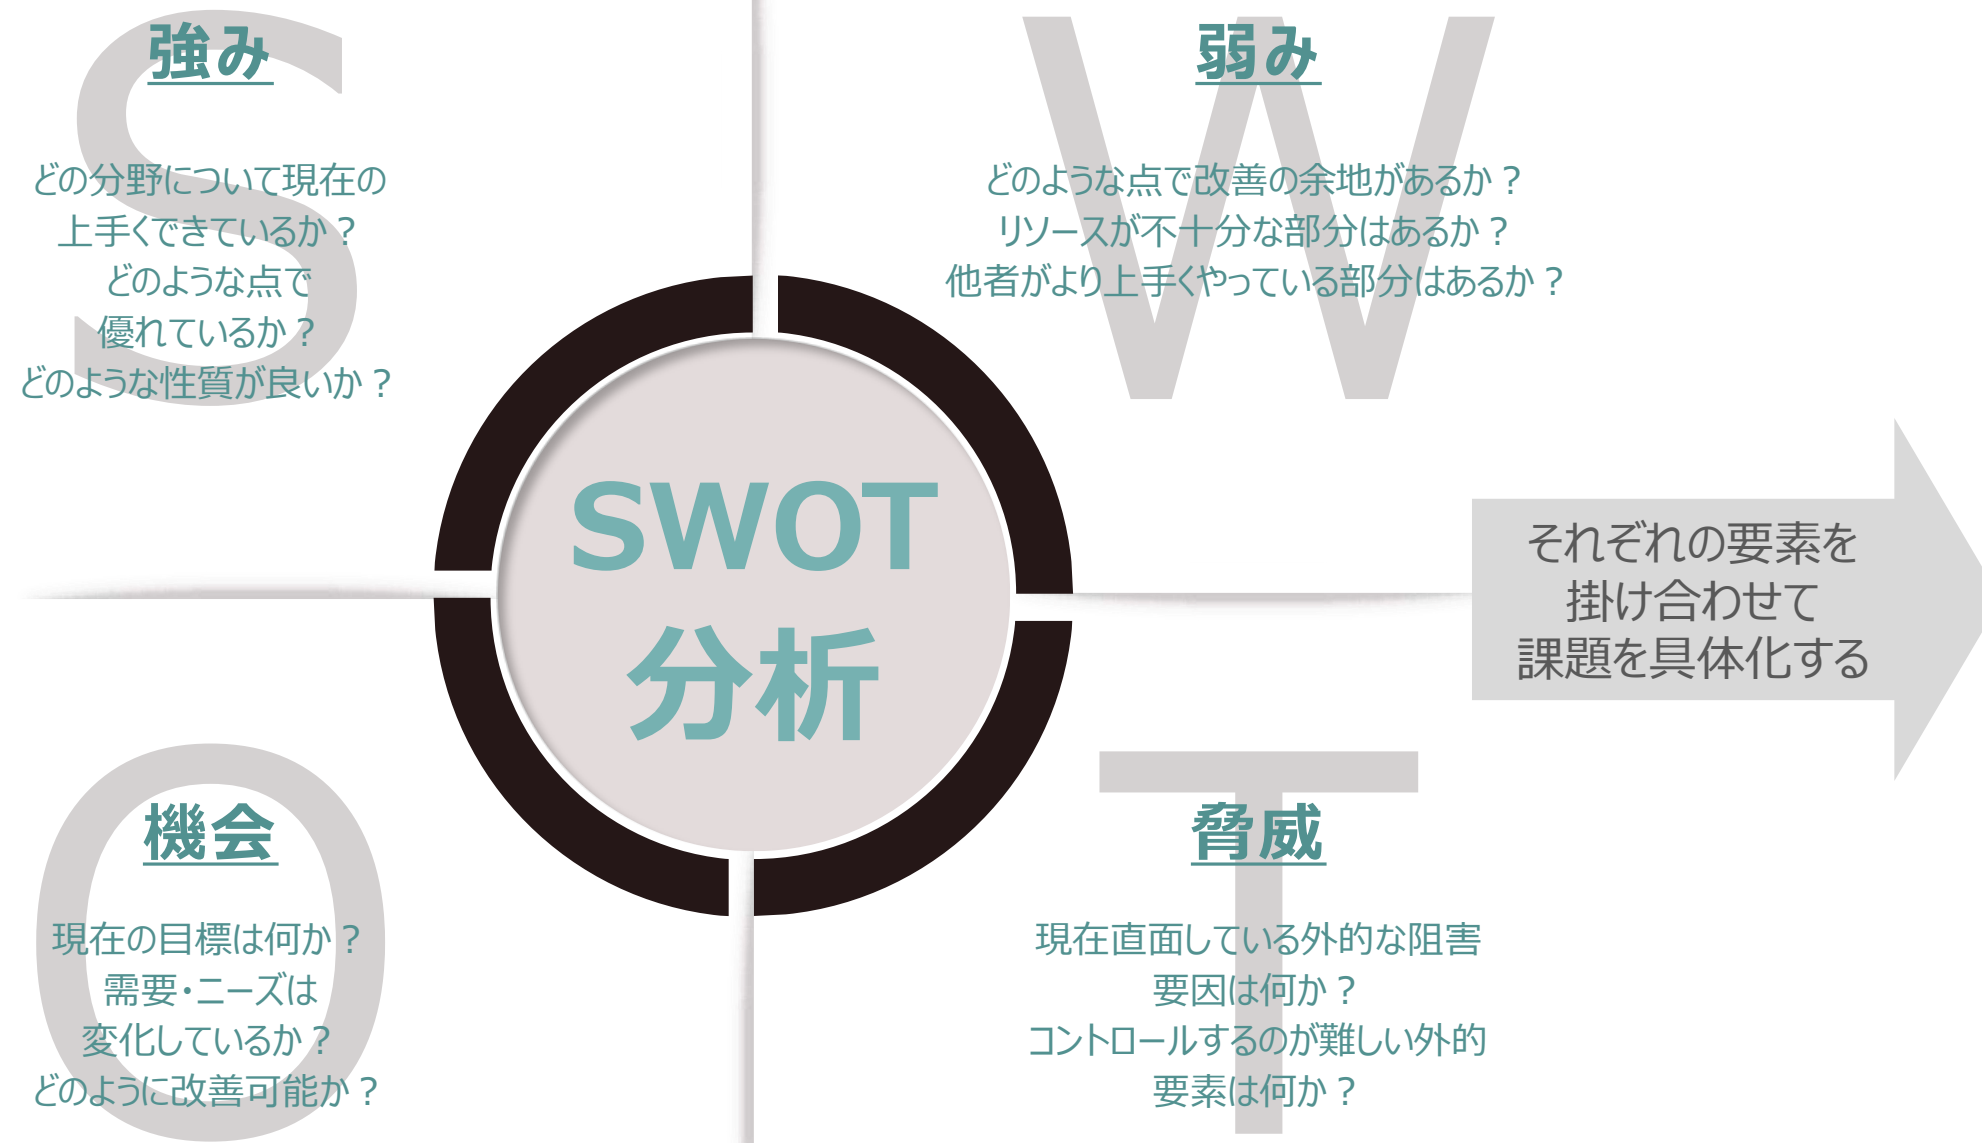 S
強み
どの分野について現在の
上手くできているか？
どのような点で
優れているか？
どのような性質が良いか？
W
弱み
どのような点で改善の余地があるか？
リソースが不十分な部分はあるか？
他者がより上手くやっている部分はあるか？
SWOT
分析
それぞれの要素を
掛け合わせて
課題を具体化する
O
機会
現在の目標は何か？
需要・ニーズは
変化しているか？
どのように改善可能か？
T
脅威
現在直面している外的な阻害
要因は何か？
コントロールするのが難しい外的
要素は何か？